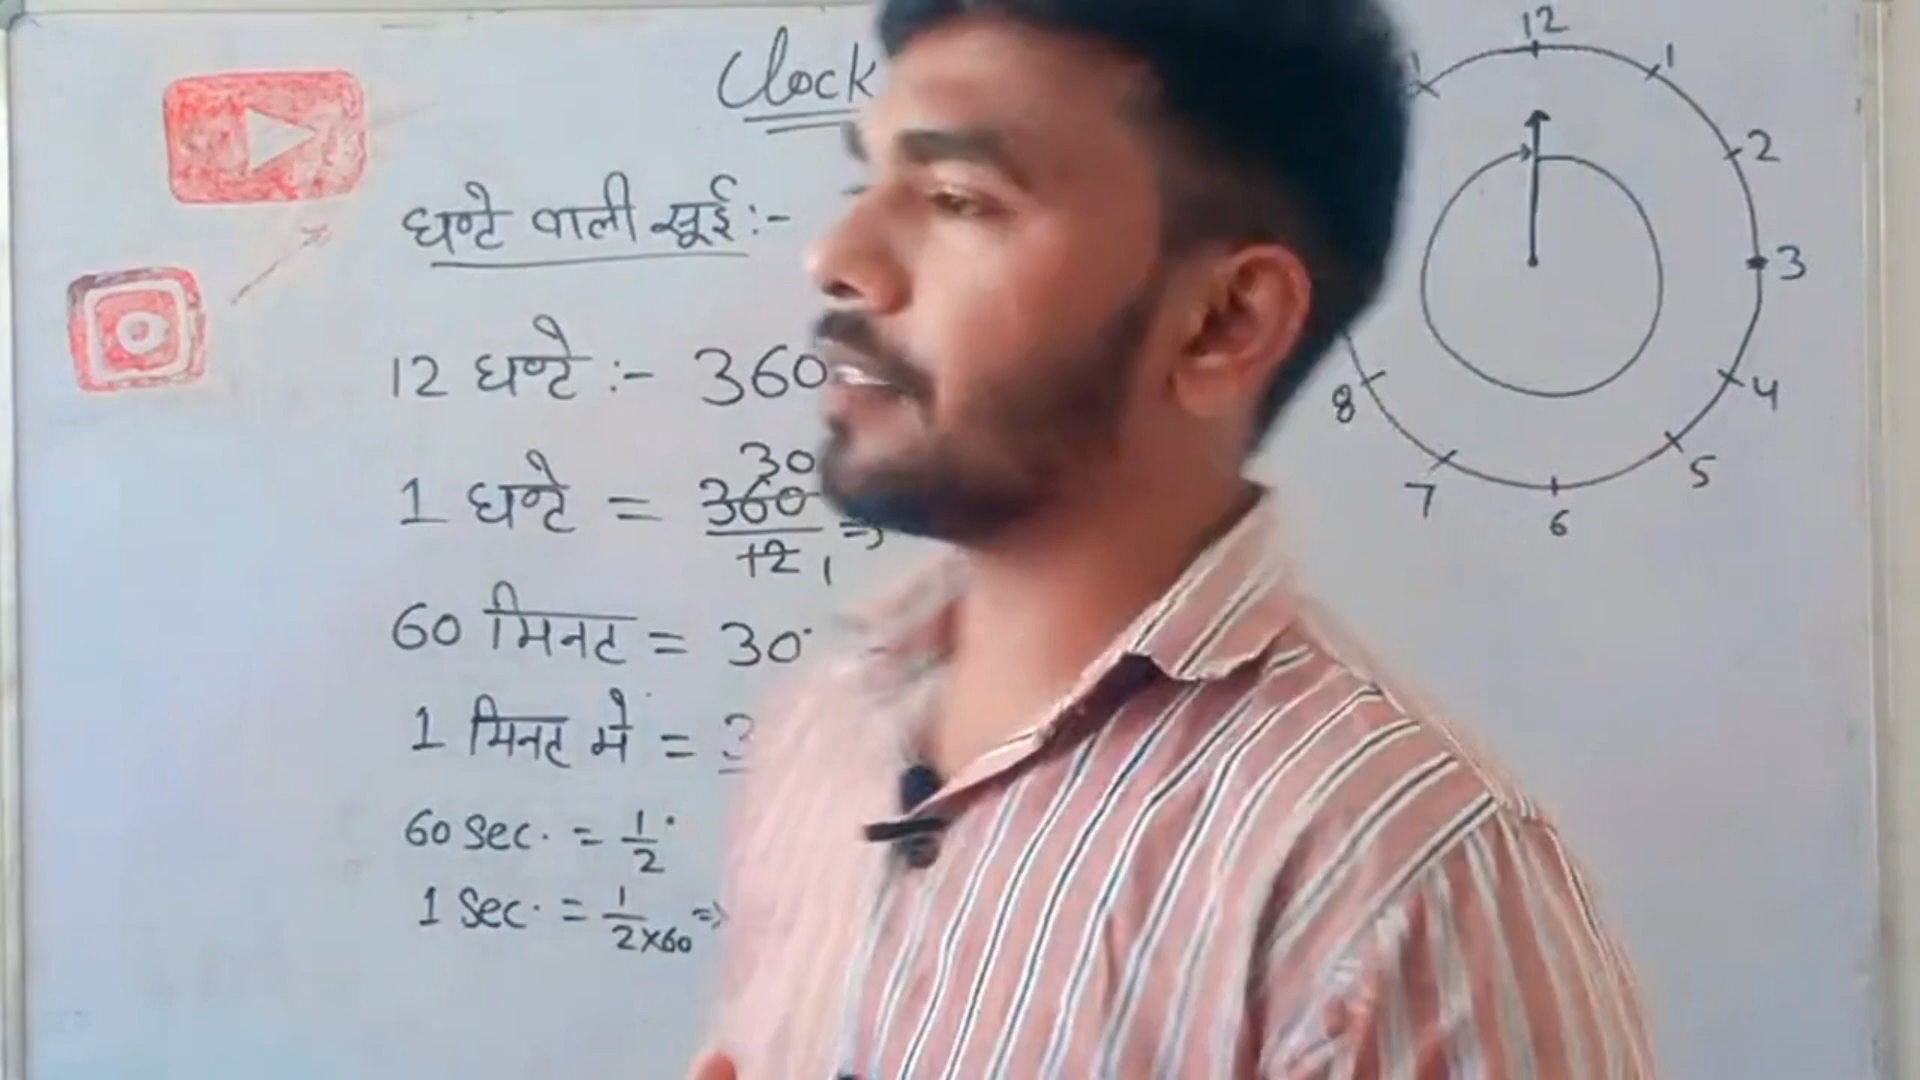 Clock
घण्टे वाली सूई :-
12 घण्टे :- 360
1 घण्टे = 360/12 ⇒
30
1
60 मिनट = 30°
1 मिनट मे =
60 Sec. = 1/2°
1 Sec. = 1/2×60 ⇒
12
1
2
3
4
5
6
7
8